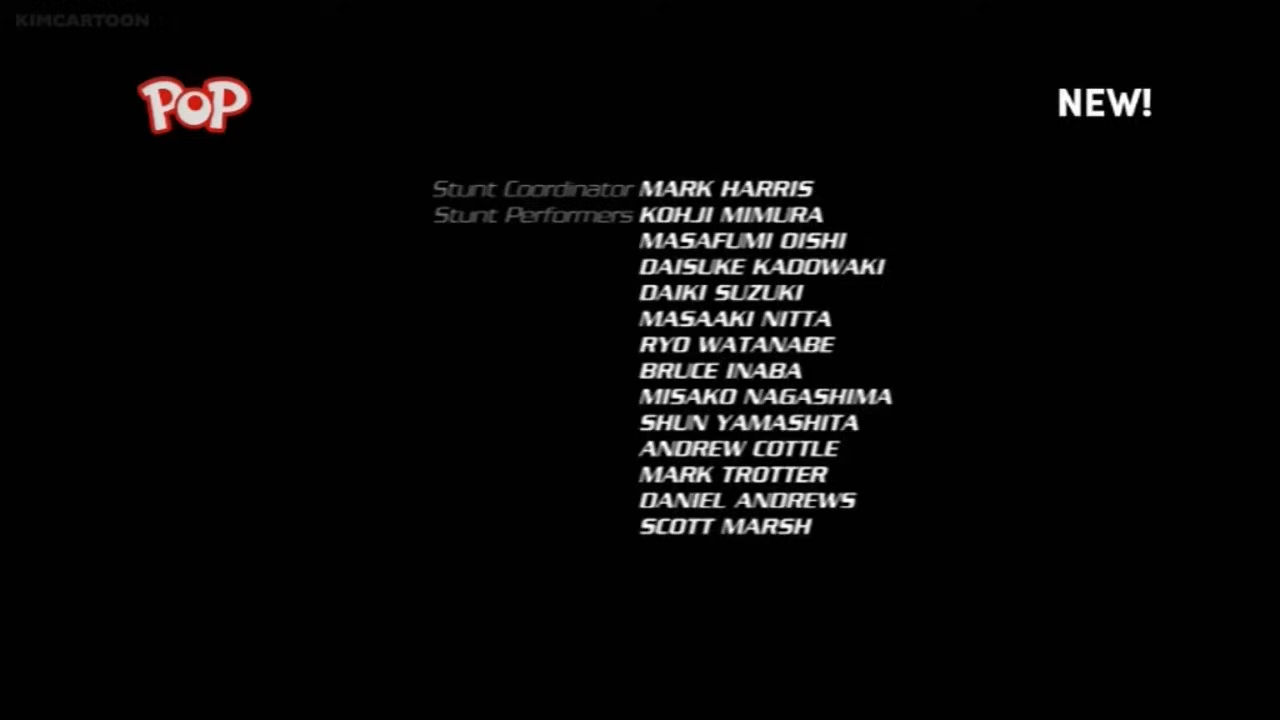 KIMCARTOON
POP
NEW!
Stunt Coordinator MARK HARRIS
Stunt Performers KOHJI MIMURA
MASAFUMI OISHI
DAISUKE KADOWAKI
DAIKI SUZUKI
MASAAKI NITTA
RYO WATANABE
BRUCE INABA
MISAKO NAGASHIMA
SHUN YAMASHITA
ANDREW COTTLE
MARK TROTTER
DANIEL ANDREWS
SCOTT MARSH